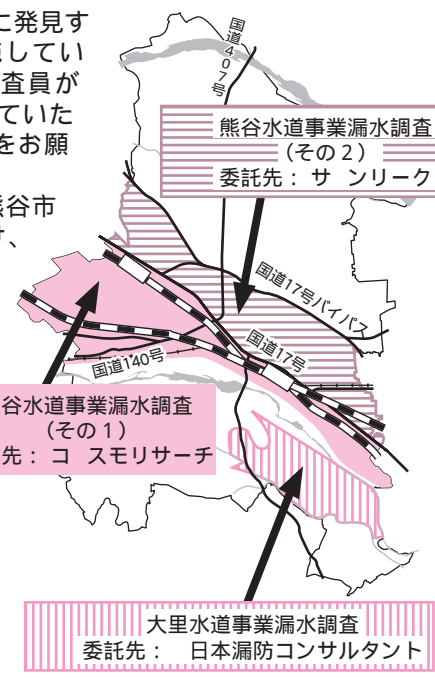 に発見す
施してい
査員が
ていた
をお願
熊谷市
け、
国道407号
熊谷水道事業漏水調査
(その2)
委託先： サ ンリーク
国道17号バイパス
国道17号
国道140号
谷水道事業漏水調査
(その1)
先： コ スモリサーチ
大里水道事業漏水調査
委託先： 日本漏防コンサルタント